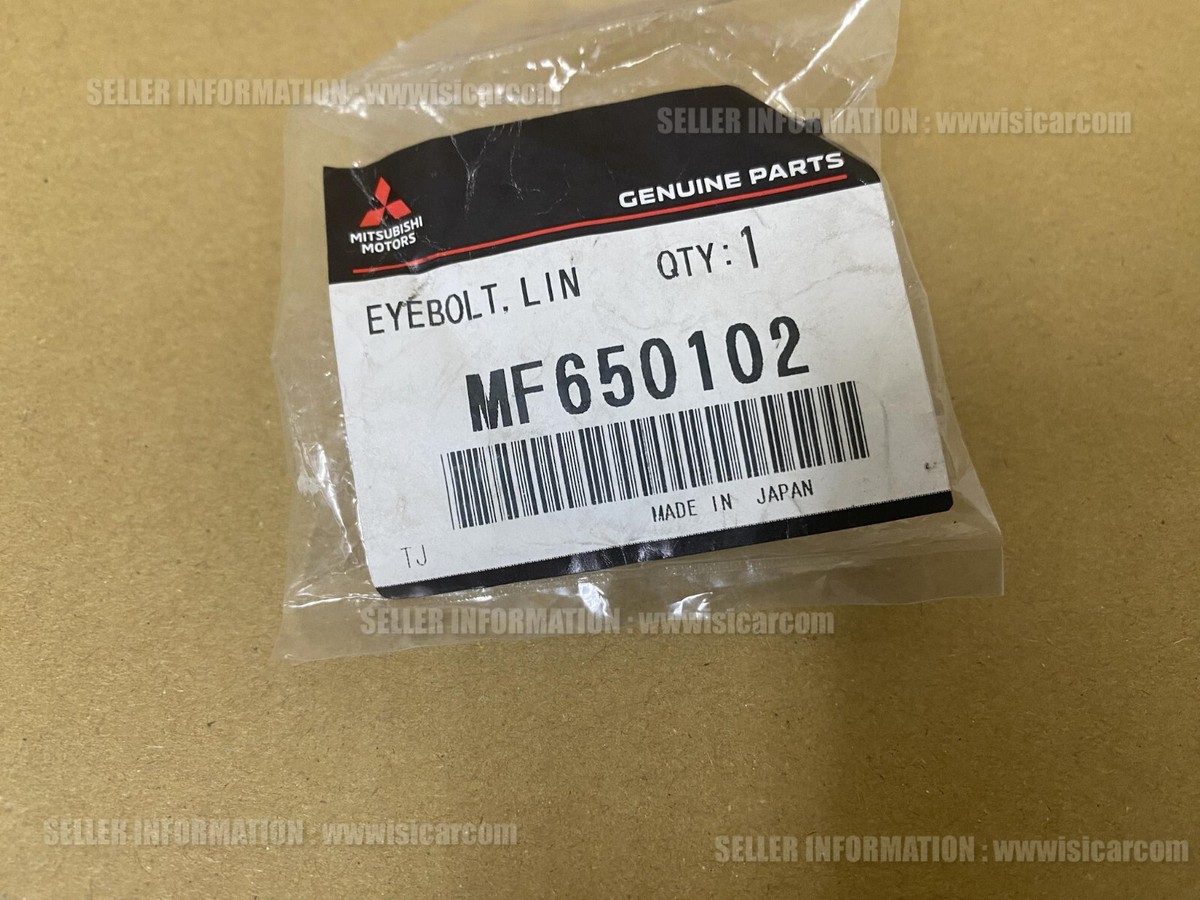 SELLER INFORMATION : wwwisicarcom
SELLER INFORMATION : wwwisicarcom
GENUINE PARTS
MITSUBISHI
MOTORS
EYEBOLT, LIN QTY: 1
MF650102
MADE IN JAPAN
TJ
SELLER INFORMATION : wwwisicarcom
SELLER INFORMATION : wwwisicarcom
SELLER INFORMATION : wwwisicarcom